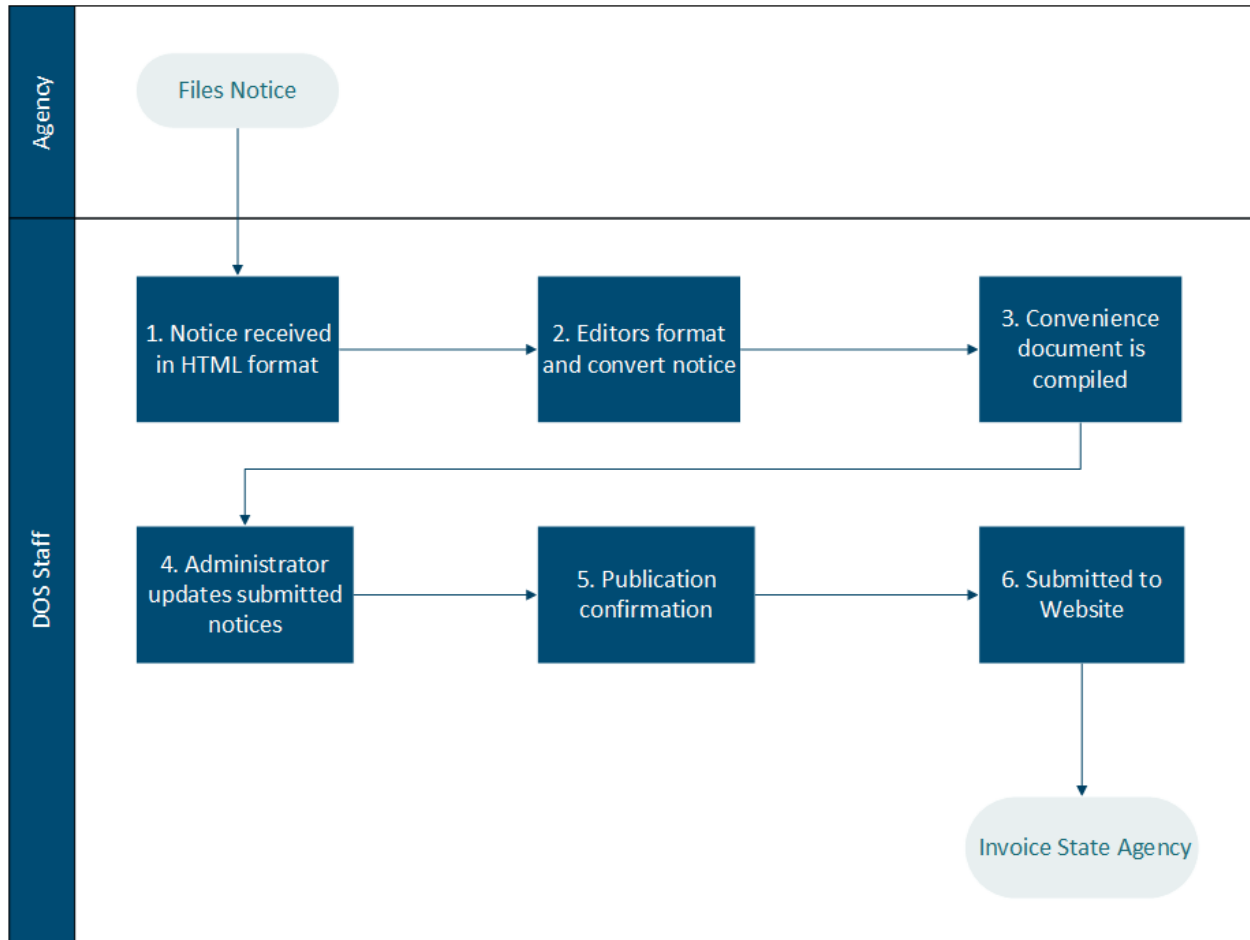 Agency
Files Notice
DOS Staff
1. Notice received
in HTML format
2. Editors format
and convert notice
3. Convenience
document is
compiled
4. Administrator
updates submitted
notices
5. Publication
confirmation
6. Submitted to
Website
Invoice State Agency